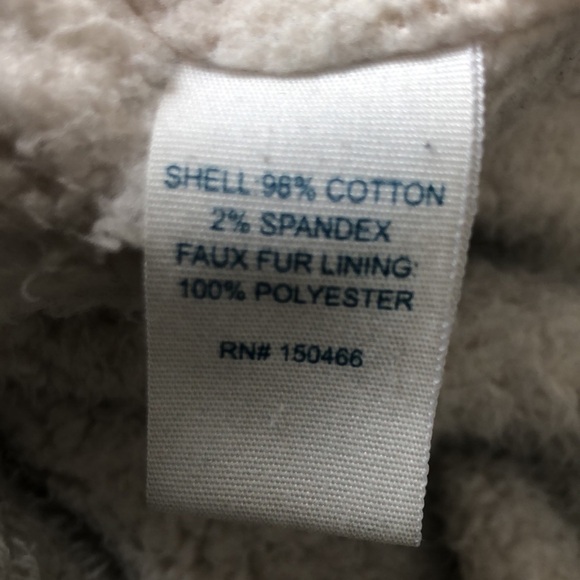 SHELL 98% COTTON
2% SPANDEX
FAUX FUR LINING:
100% POLYESTER
RN# 150466